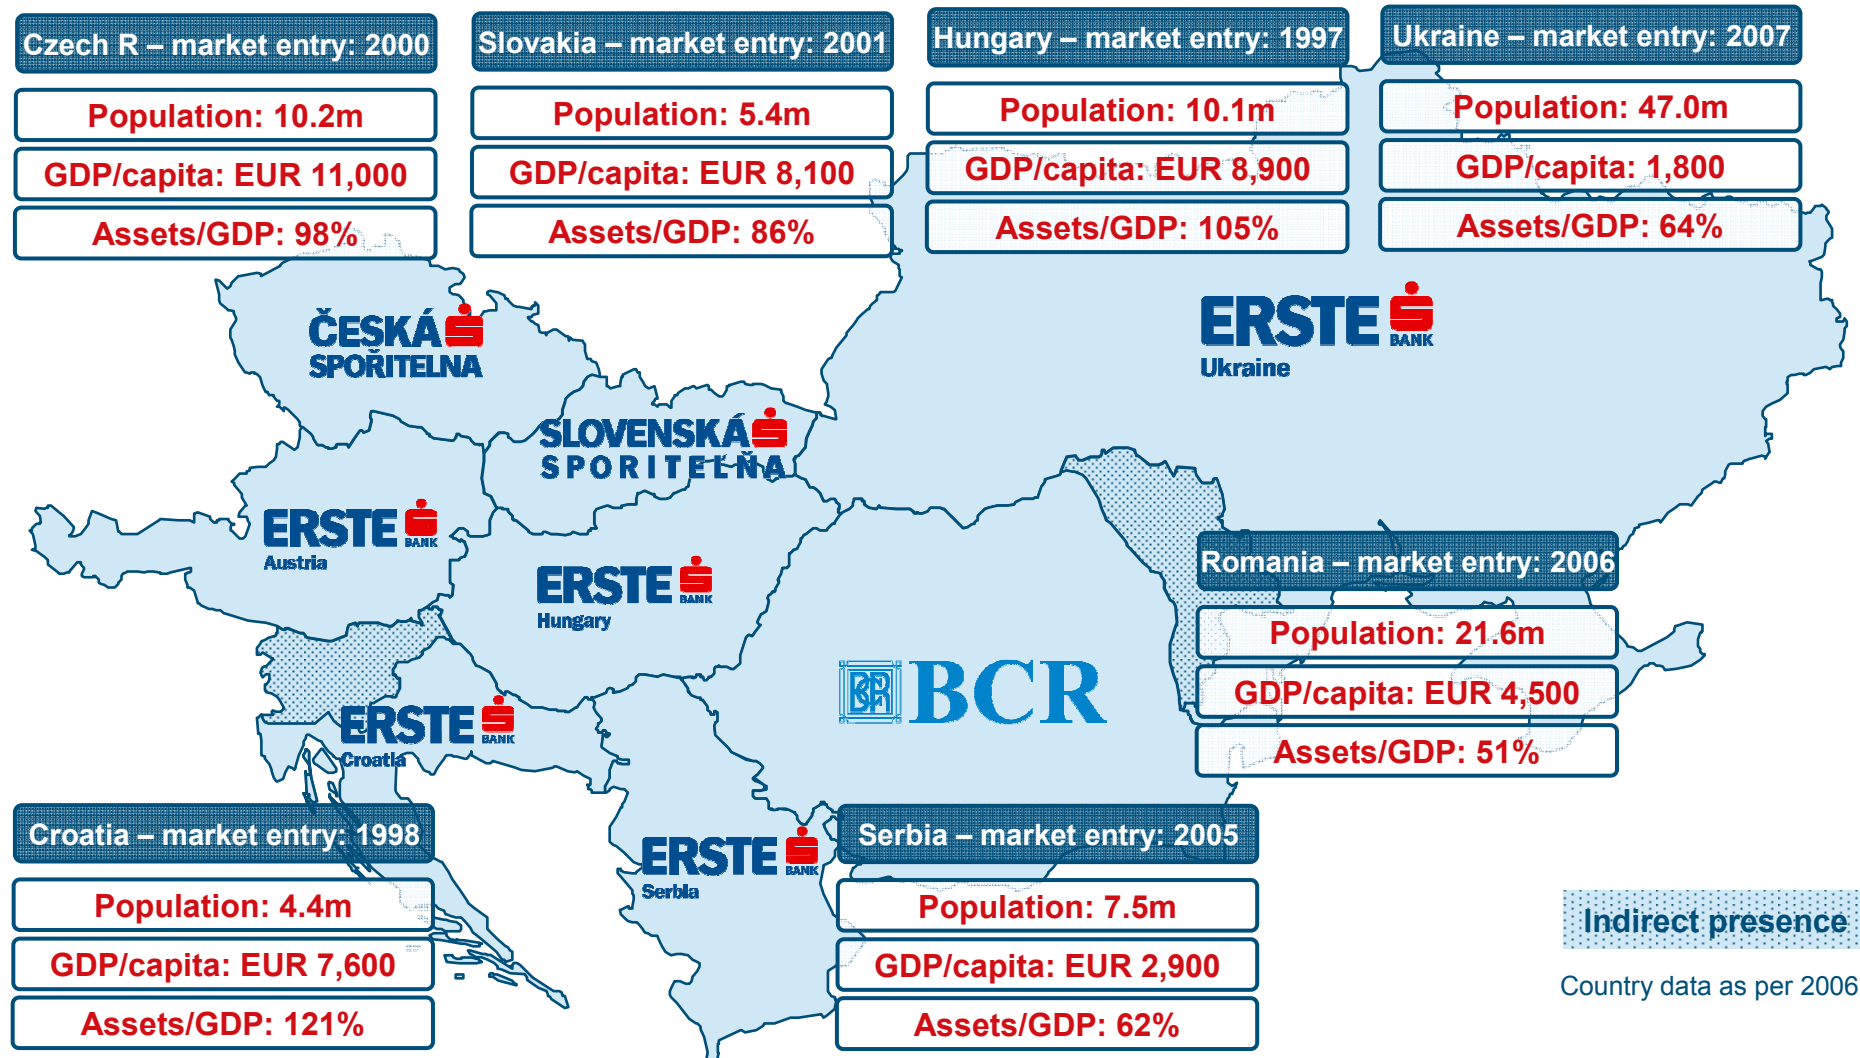 Czech R – market entry: 2000
Population: 10.2m
GDP/capita: EUR 11,000
Assets/GDP: 98%
Slovakia – market entry: 2001
Population: 5.4m
GDP/capita: EUR 8,100
Assets/GDP: 86%
Hungary – market entry: 1997
Population: 10.1m
GDP/capita: EUR 8,900
Assets/GDP: 105%
Ukraine – market entry: 2007
Population: 47.0m
GDP/capita: 1,800
Assets/GDP: 64%
ČESKÁ
SPOŘITELNA
ERSTE
BANK
Ukraine
SLOVENSKÁ
SPORITEĽŇA
ERSTE
BANK
Austria
ERSTE
BANK
Hungary
Romania – market entry: 2006
Population: 21.6m
GDP/capita: EUR 4,500
Assets/GDP: 51%
BCR
BCR
ERSTE
BANK
Croatia
Croatia – market entry: 1998
Population: 4.4m
GDP/capita: EUR 7,600
Assets/GDP: 121%
ERSTE
BANK
Serbia
Serbia – market entry: 2005
Population: 7.5m
GDP/capita: EUR 2,900
Assets/GDP: 62%
Indirect presence
Country data as per 2006